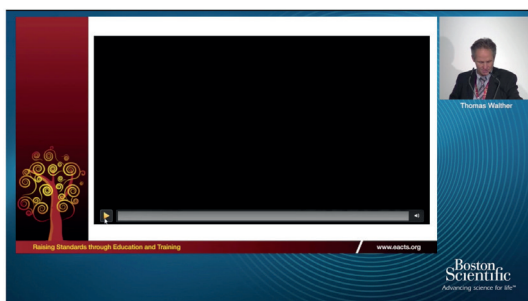 Thomas Walther
Raising Standards through Education and Training
www.eacts.org
Boston
Scientific
Advancing science for life™